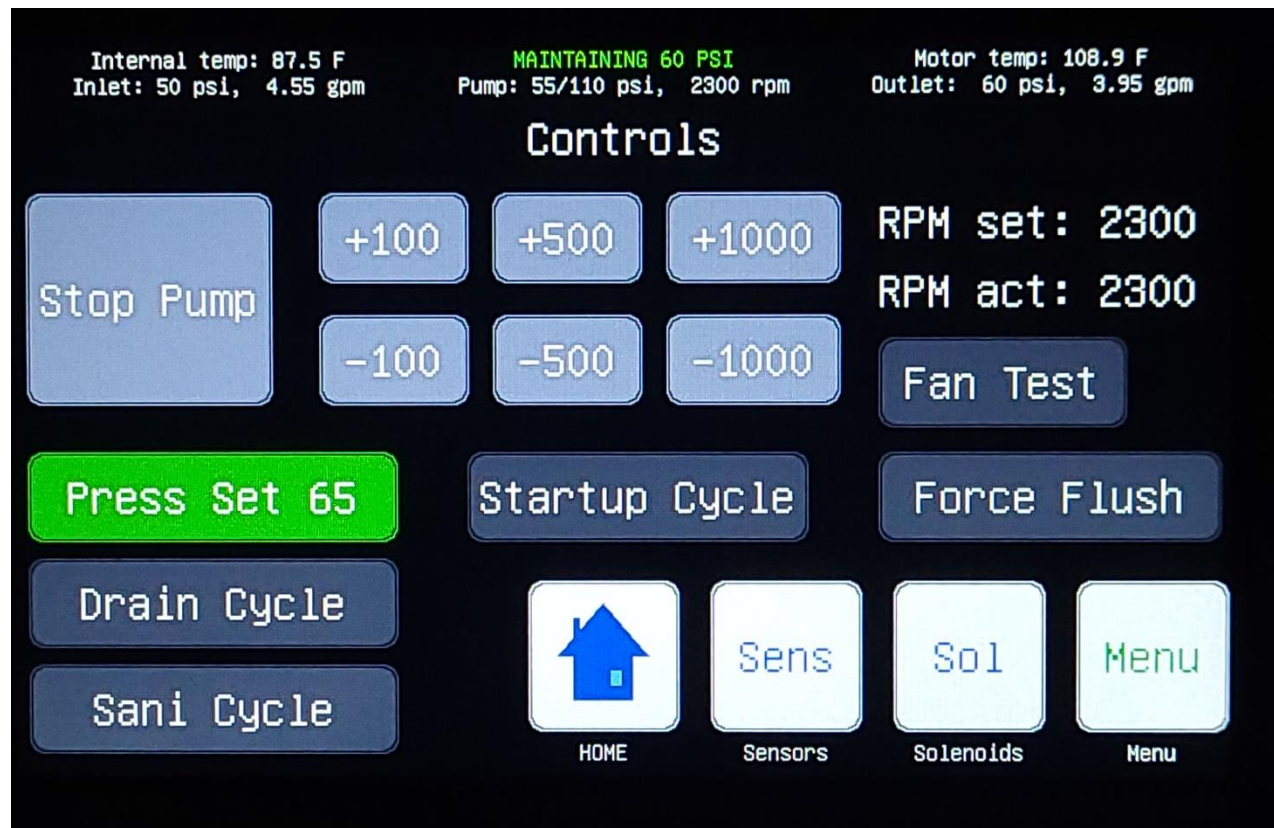 Internal temp: 87.5 F
Inlet: 50 psi, 4.55 gpm
MAINTAINING 60 PSI
Pump: 55/110 psi, 2300 rpm
Motor temp: 108.9 F
Outlet: 60 psi, 3.95 gpm
Controls
Stop Pump
+100
+500
+1000
-100
-500
-1000
RPM set: 2300
RPM act: 2300
Fan Test
Press Set 65
Startup Cycle
Force Flush
Drain Cycle
Sani Cycle
Sens
Sol
Menu
HOME
Sensors
Solenoids
Menu